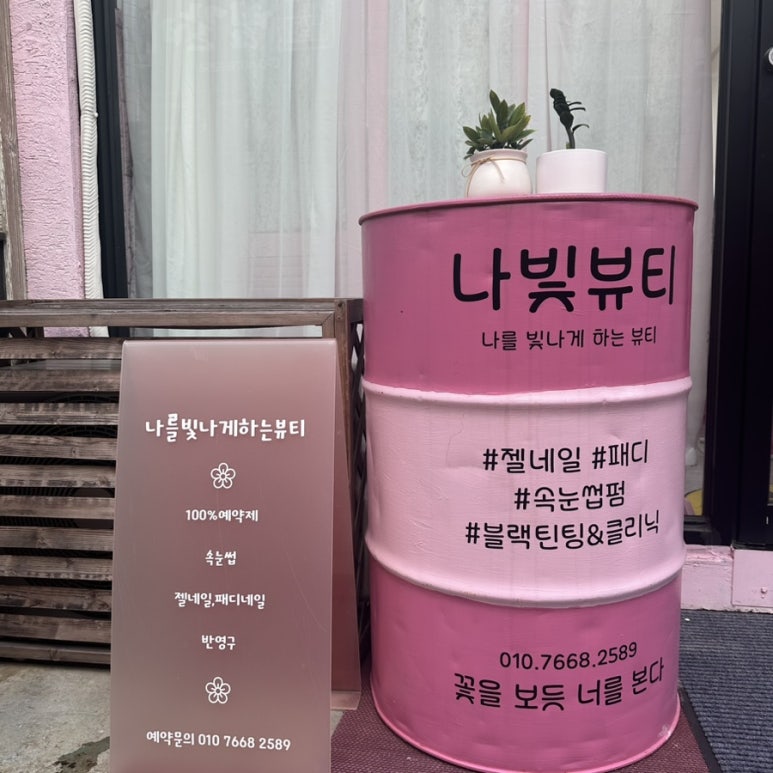 나를빛나게하는뷰티
100%예약제
속눈썹
젤네일,패디네일
반영구
예약문의 010 7668 2589
나빛뷰티
나를 빛나게 하는 뷰티
#젤네일 #패디
#속눈썹펌
#블랙틴팅&클리닉
010.7668.2589
꽃을 보듯 너를 본다